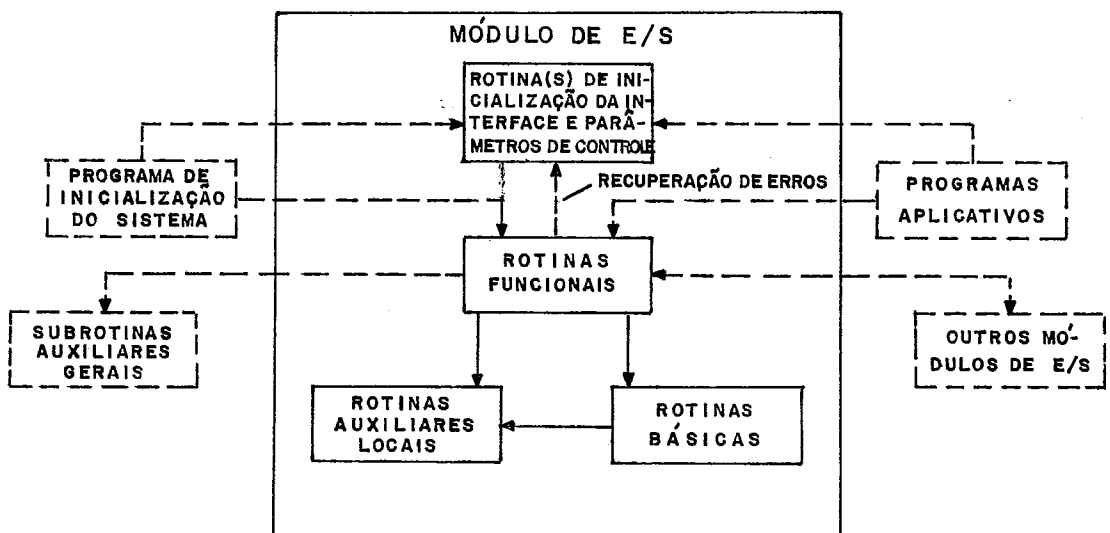 MÓDULO DE E/S
ROTINA(S) DE INI-
CIALIZAÇÃO DA IN-
TERFACE E PARÂ-
METROS DE CONTROLE
PROGRAMA DE
INICIALIZAÇÃO
DO SISTEMA
RECUPERAÇÃO DE ERROS
PROGRAMAS
APLICATIVOS
ROTINAS
FUNCIONAIS
SUBROTINAS
AUXILIARES
GERAIS
OUTROS MÓ-
DULOS DE E/S
ROTINAS
AUXILIARES
LOCAIS
ROTINAS
BÁSICAS